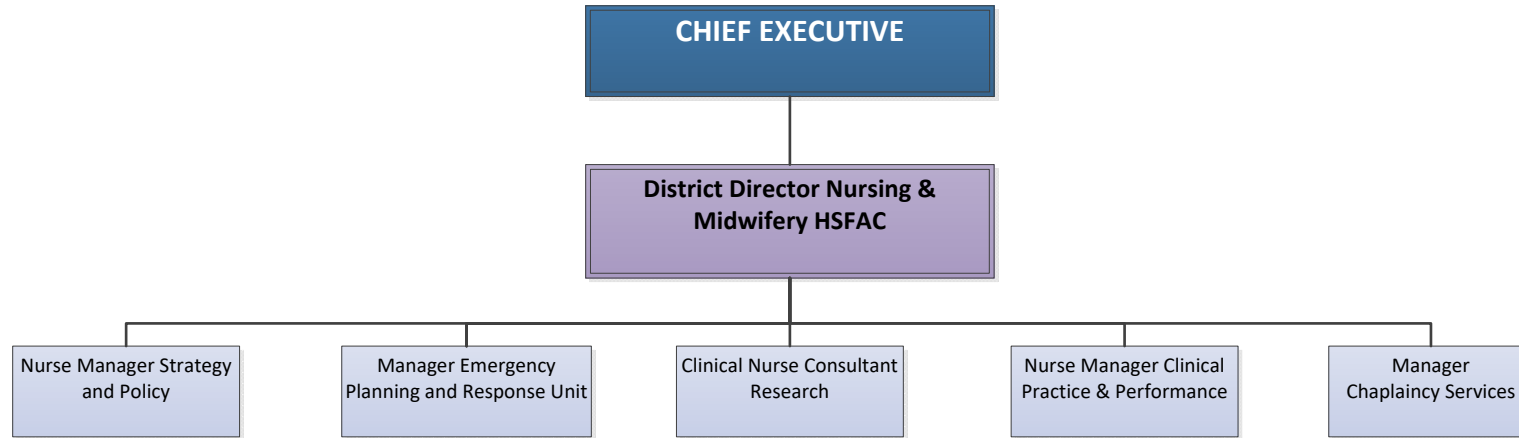 CHIEF EXECUTIVE
District Director Nursing &
Midwifery HSFAC
Nurse Manager Strategy
and Policy
Manager Emergency
Planning and Response Unit
Clinical Nurse Consultant
Research
Nurse Manager Clinical
Practice & Performance
Manager
Chaplaincy Services